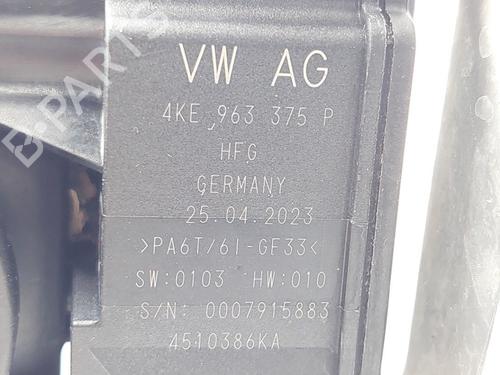 VW AG
4KE 963 375 P
HFG
GERMANY
25.04.2023
>PA6T/6I-GF33<
SW:0103 HW:010
S/N: 0007915883
4510386KA
B-PARTS